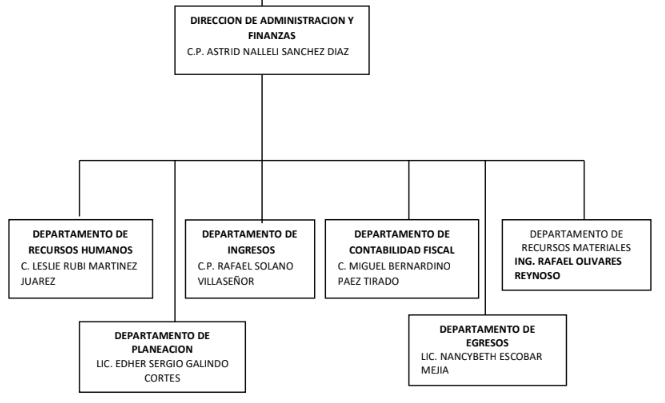 DIRECCION DE ADMINISTRACION Y
FINANZAS
C.P. ASTRID NALLELI SANCHEZ DIAZ
DEPARTAMENTO DE
RECURSOS HUMANOS
C. LESLIE RUBI MARTINEZ
JUAREZ
DEPARTAMENTO DE
INGRESOS
C.P. RAFAEL SOLANO
VILLASEÑOR
DEPARTAMENTO DE
CONTABILIDAD FISCAL
C. MIGUEL BERNARDINO
PAEZ TIRADO
DEPARTAMENTO DE
RECURSOS MATERIALES
ING. RAFAEL OLIVARES
REYNOSO
DEPARTAMENTO DE
PLANEACION
LIC. EDHER SERGIO GALINDO
CORTES
DEPARTAMENTO DE
EGRESOS
LIC. NANCYBETH ESCOBAR
MEJIA